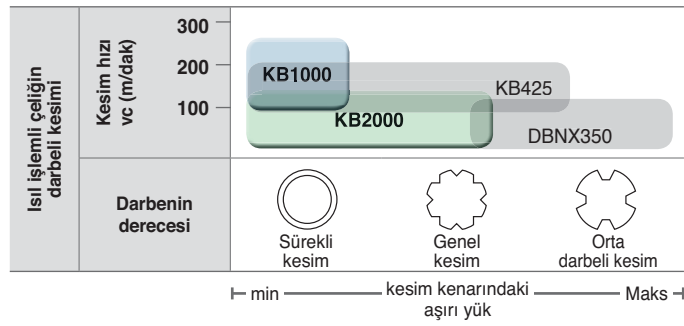 Isıl işlemli çeliğin
darbeli kesimi
Kesim hızı
vc (m/dak)
300
200
100
KB1000
KB425
KB2000
DBNX350
Darbenin
derecesi
Sürekli
kesim
Genel
kesim
Orta
darbeli kesim
min
kesim kenarındaki
aşırı yük
Maks